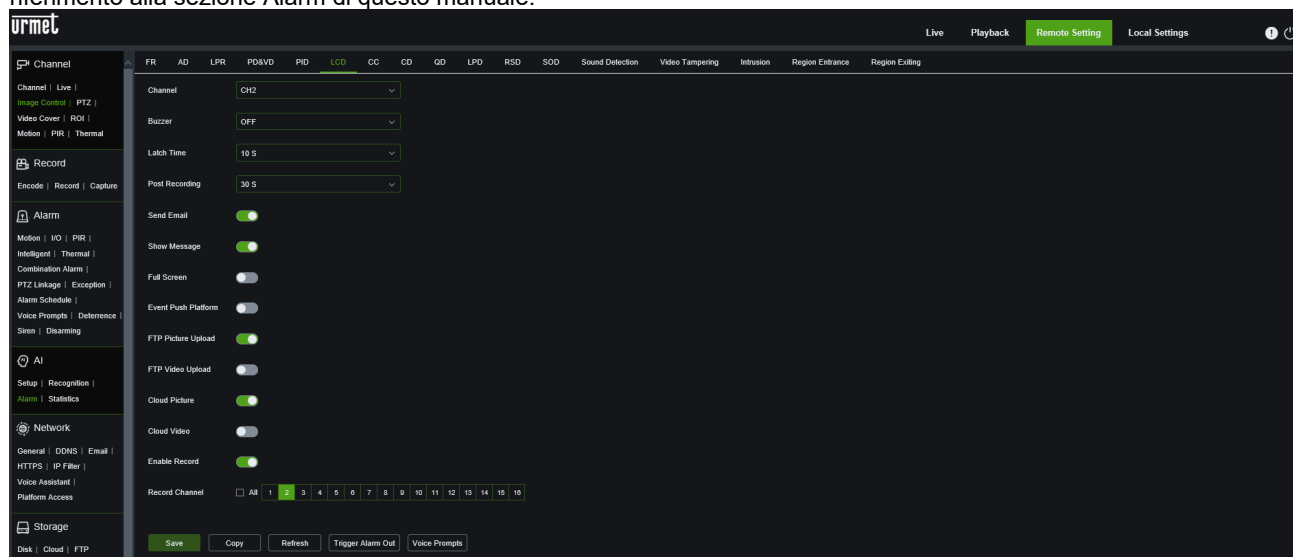 riferimento alla sezione Alarm di questo manuale.
urmet
Live Playback Remote Setting Local Settings
Channel
Channel | Live |
Image Control | PTZ |
Video Cover | ROI |
Motion | PIR | Thermal
Record
Encode | Record | Capture
Alarm
Motion | I/O | PIR |
Intelligent | Thermal |
Combination Alarm |
PTZ Linkage | Exception |
Alarm Schedule |
Voice Prompts | Deterrence |
Siren | Disarming
AI
Setup | Recognition |
Alarm | Statistics
Network
General | DDNS | Email |
HTTPS | IP Filter |
Voice Assistant |
Platform Access
Storage
Disk | Cloud | FTP
FR AD LPR PD&VD PID LCD CC CD QD LPD RSD SOD Sound Detection Video Tampering Intrusion Region Entrance Region Exiting
Channel CH2
Buzzer OFF
Latch Time 10 S
Post Recording 30 S
Send Email
Show Message
Full Screen
Event Push Platform
FTP Picture Upload
FTP Video Upload
Cloud Picture
Cloud Video
Enable Record
Record Channel All 1 2 3 4 5 6 7 8 9 10 11 12 13 14 15 16
Save Copy Refresh Trigger Alarm Out Voice Prompts